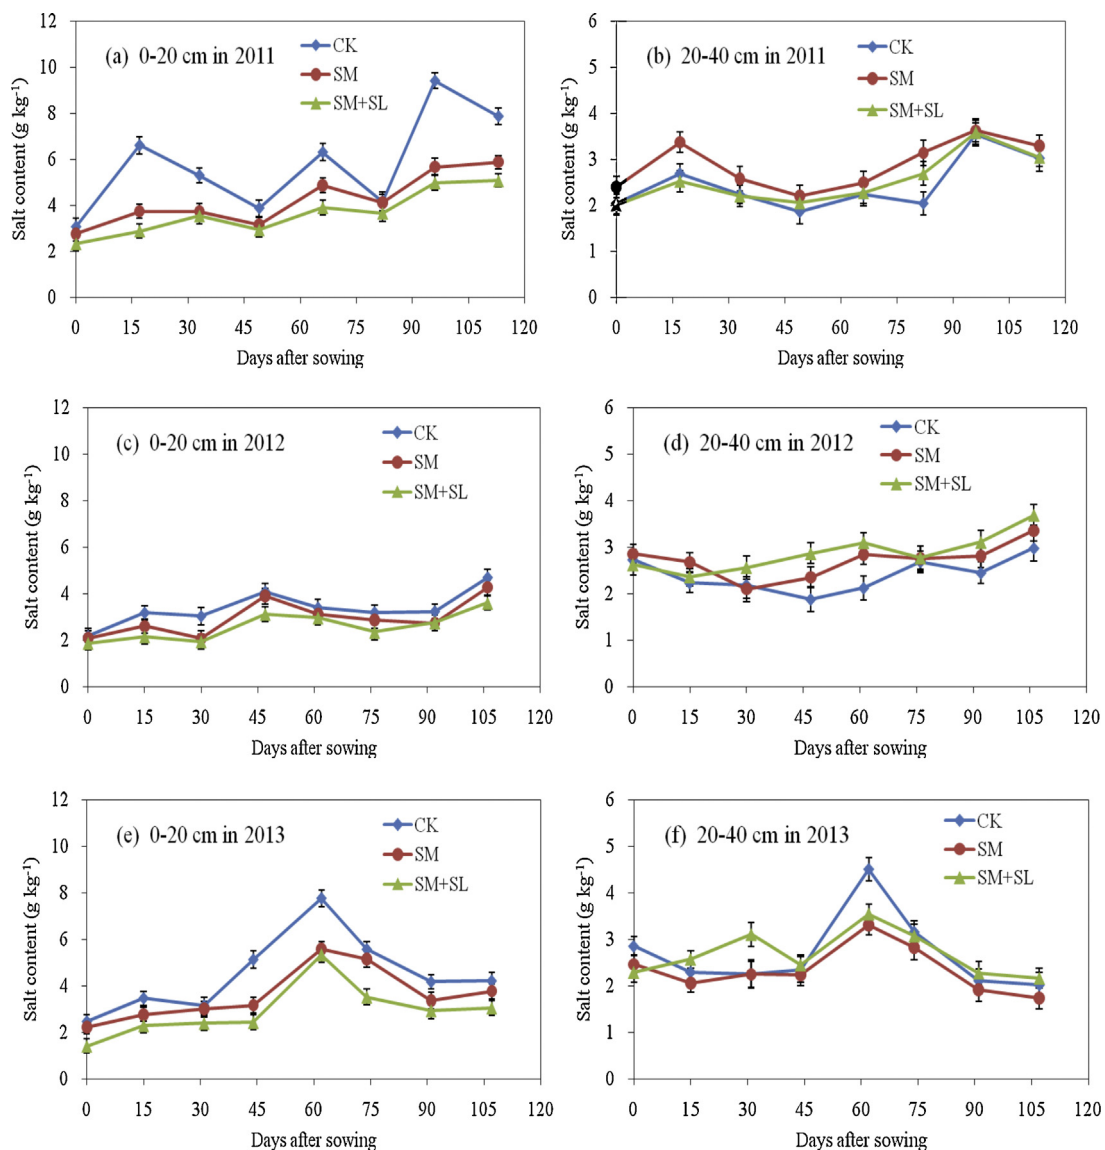 (a) 0-20 cm in 2011
CK
SM
SM+SL
Salt content (g kg⁻¹)
12
10
8
6
4
2
0
0 15 30 45 60 75 90 105 120
Days after sowing
(b) 20-40 cm in 2011
CK
SM
SM+SL
Salt content (g kg⁻¹)
6
5
4
3
2
1
0
0 15 30 45 60 75 90 105 120
Days after sowing
(c) 0-20 cm in 2012
CK
SM
SM+SL
Salt content (g kg⁻¹)
12
10
8
6
4
2
0
0 15 30 45 60 75 90 105 120
Days after sowing
(d) 20-40 cm in 2012
CK
SM
SM+SL
Salt content (g kg⁻¹)
6
5
4
3
2
1
0
0 15 30 45 60 75 90 105 120
Days after sowing
(e) 0-20 cm in 2013
CK
SM
SM+SL
Salt content (g kg⁻¹)
12
10
8
6
4
2
0
0 15 30 45 60 75 90 105 120
Days after sowing
(f) 20-40 cm in 2013
CK
SM
SM+SL
Salt content (g kg⁻¹)
6
5
4
3
2
1
0
0 15 30 45 60 75 90 105 120
Days after sowing